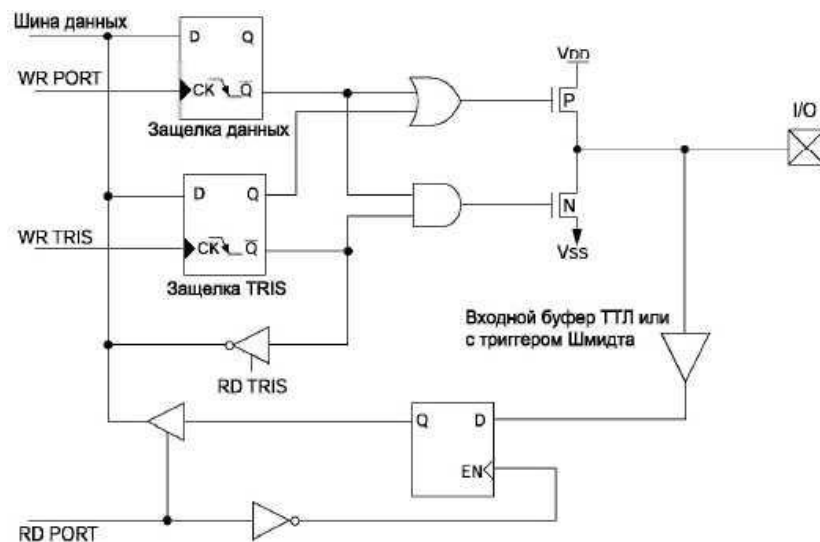 Шина данных
D Q
WR PORT
CK Q
Защелка данных
VDD
P
I/O
D Q
N
WR TRIS
CK Q
VSS
Защелка TRIS
Входной буфер ТТЛ или
с триггером Шмидта
RD TRIS
Q D
EN
RD PORT